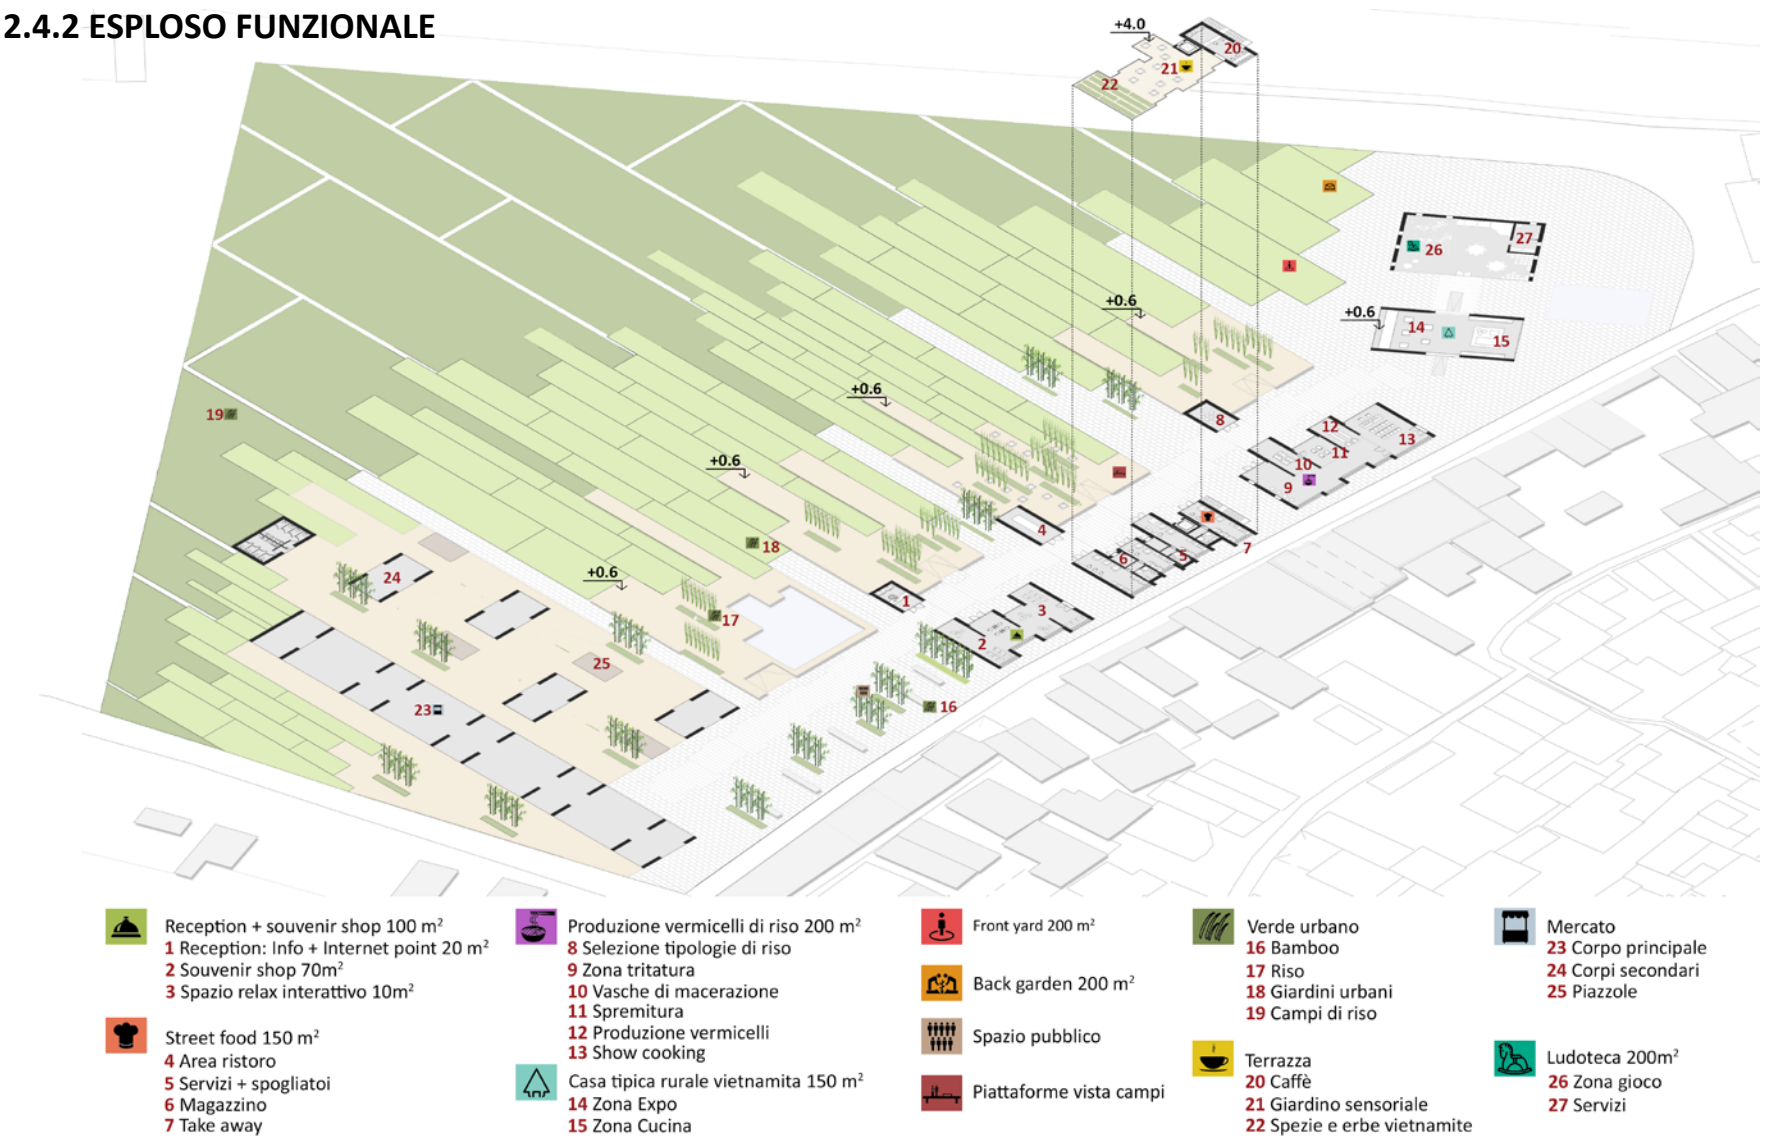 2.4.2 ESPLOSO FUNZIONALE
+4.0
20
21
22
26
27
+0.6
+0.6
14
15
+0.6
19
8
12
13
11
10
9
+0.6
4
7
5
6
18
+0.6
24
1
3
17
2
25
23
16
Reception + souvenir shop 100 m²
1 Reception: Info + Internet point 20 m²
2 Souvenir shop 70m²
3 Spazio relax interattivo 10m²
Street food 150 m²
4 Area ristoro
5 Servizi + spogliatoi
6 Magazzino
7 Take away
Produzione vermicelli di riso 200 m²
8 Selezione tipologie di riso
9 Zona tritatura
10 Vasche di macerazione
11 Spremitura
12 Produzione vermicelli
13 Show cooking
Casa tipica rurale vietnamita 150 m²
14 Zona Expo
15 Zona Cucina
Front yard 200 m²
Back garden 200 m²
Spazio pubblico
Piattaforme vista campi
Verde urbano
16 Bamboo
17 Riso
18 Giardini urbani
19 Campi di riso
Terrazza
20 Caffè
21 Giardino sensoriale
22 Spezie e erbe vietnamite
Mercato
23 Corpo principale
24 Corpi secondari
25 Piazzole
Ludoteca 200m²
26 Zona gioco
27 Servizi